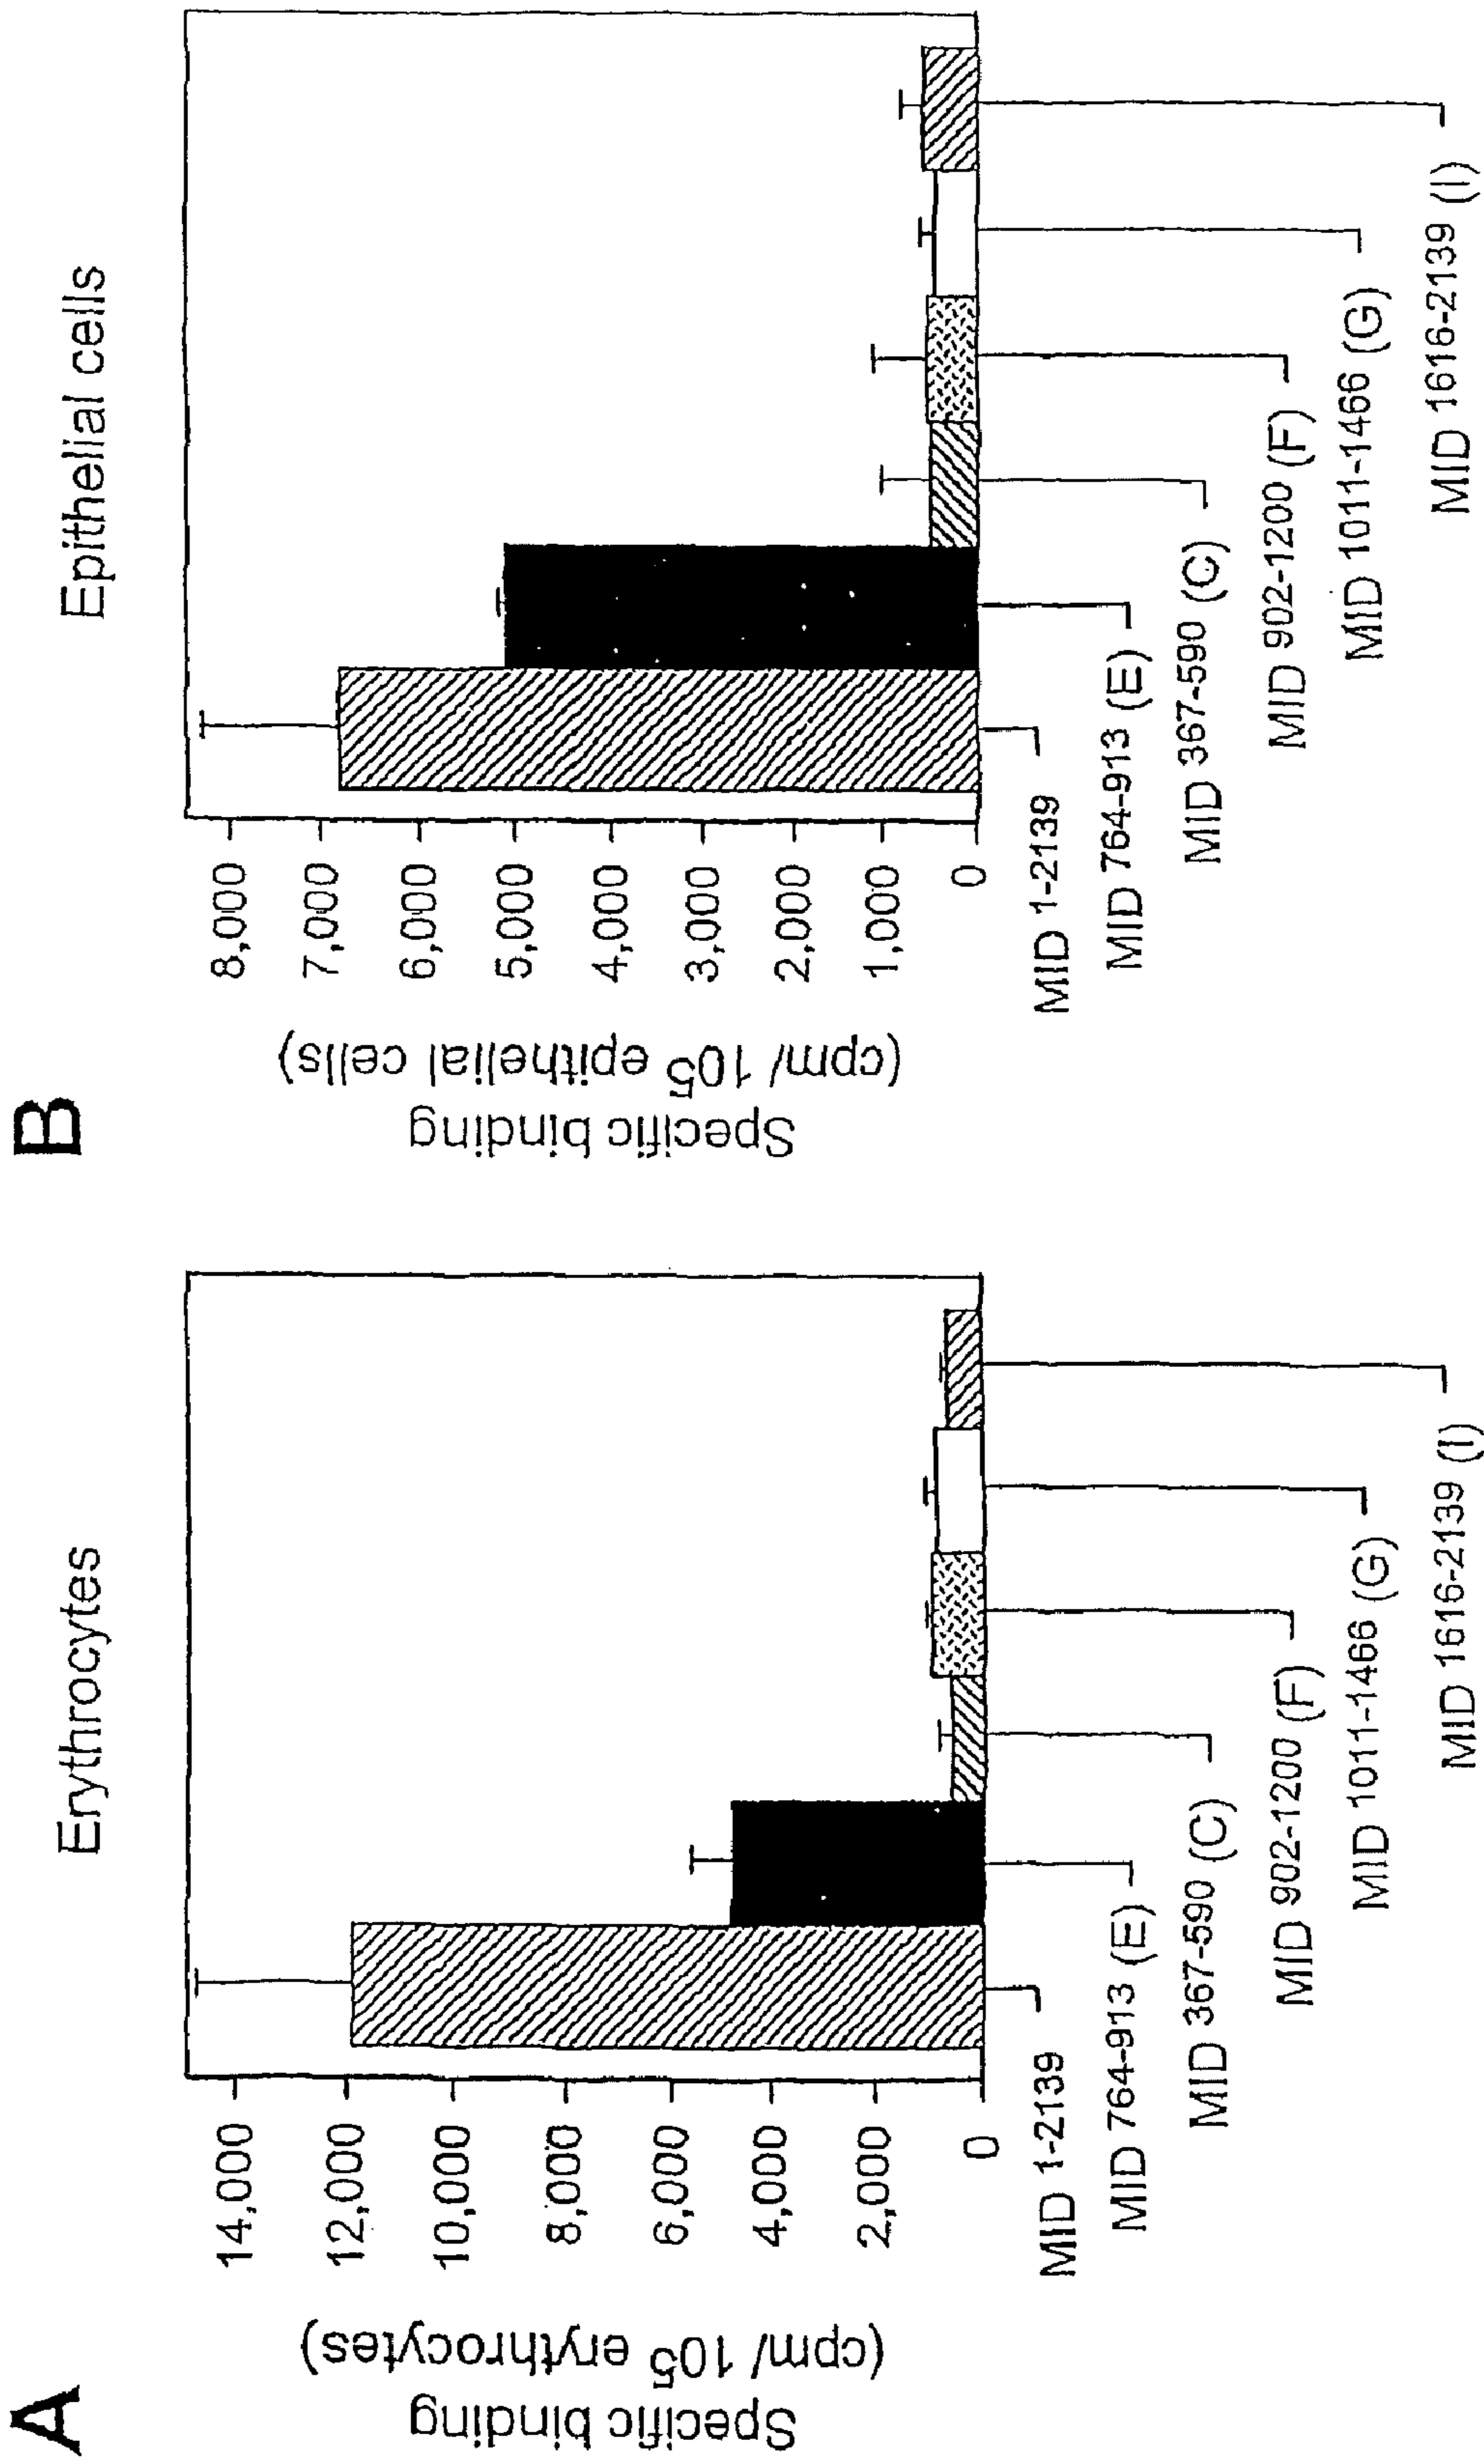 A
Erythrocytes
Specific binding
(cpm/ 10⁵ erythrocytes)
14,000
12,000
10,000
8,000
6,000
4,000
2,000
0
MID 1-2139
MID 764-913 (E)
MID 367-590 (C)
MID 902-1200 (F)
MID 1011-1466 (G)
MID 1616-2139 (I)
B
Epithelial cells
Specific binding
(cpm/ 10⁵ epithelial cells)
8,000
7,000
6,000
5,000
4,000
3,000
2,000
1,000
0
MID 1-2139
MID 764-913 (E)
MID 367-590 (C)
MID 902-1200 (F)
MID 1011-1466 (G)
MID 1616-2139 (I)